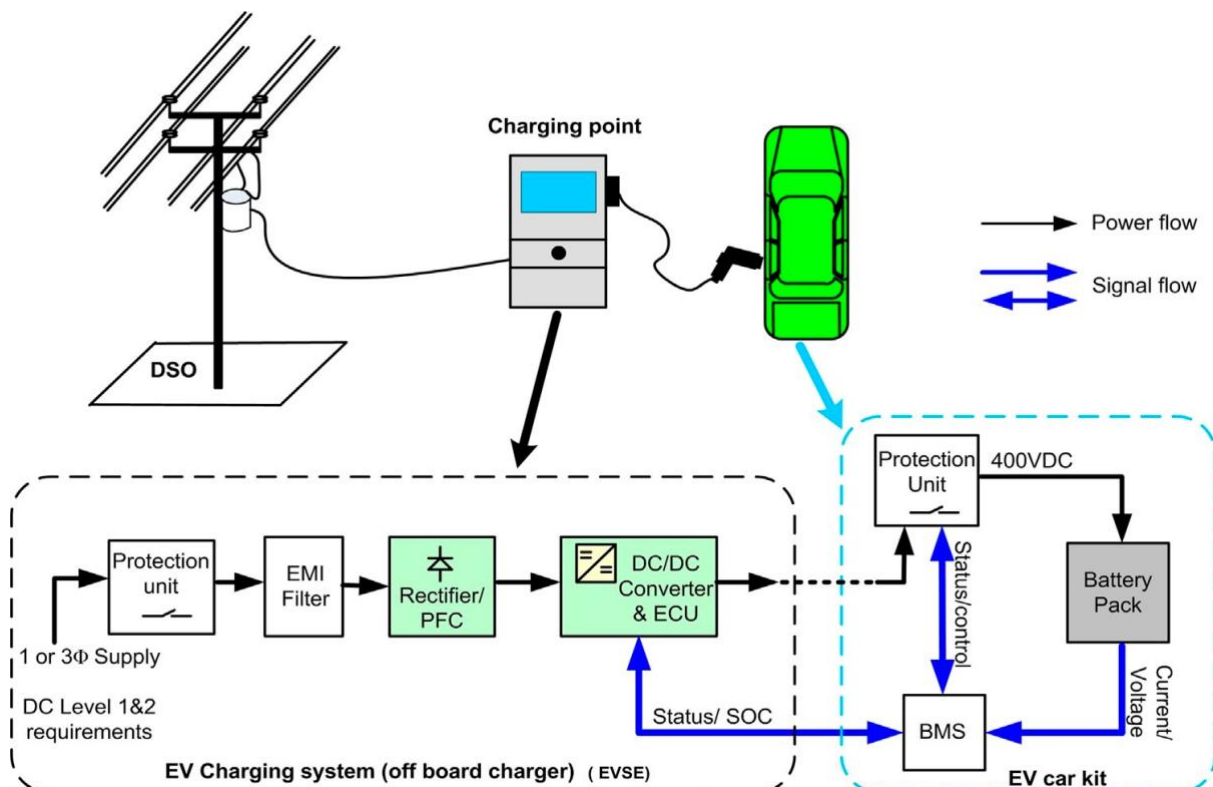 Charging point
Power flow
Signal flow
DSO
Protection
Unit
400VDC
Protection
unit
EMI
Filter
Rectifier/
PFC
DC/DC
Converter
& ECU
Battery
Pack
Status/control
1 or 3Φ Supply
DC Level 1&2
requirements
Status/ SOC
BMS
Current/
Voltage
EV Charging system (off board charger) ( EVSE)
EV car kit